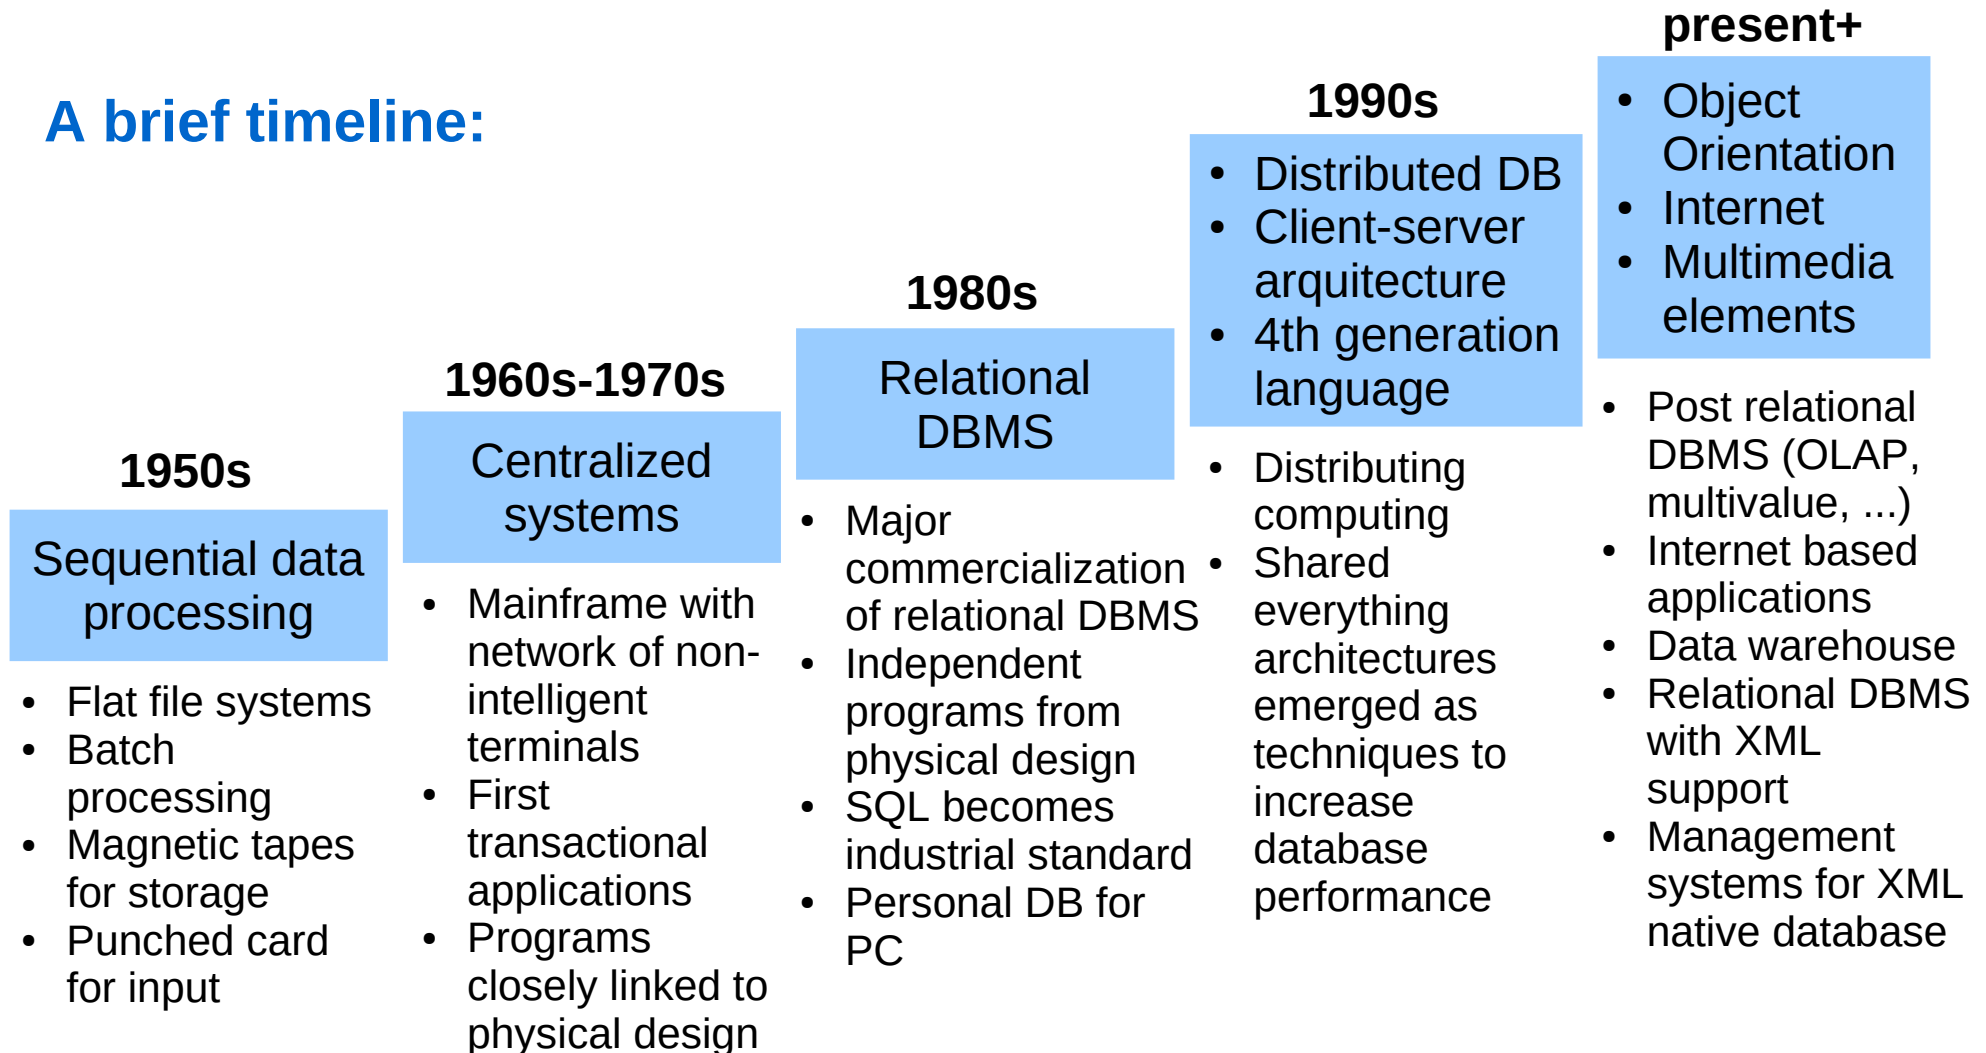 A brief timeline:
1950s
Sequential data
processing
• Flat file systems
• Batch
processing
• Magnetic tapes
for storage
• Punched card
for input
1960s-1970s
Centralized
systems
• Mainframe with
network of non-
intelligent
terminals
• First
transactional
applications
• Programs
closely linked to
physical design
1980s
Relational
DBMS
• Major
commercialization
of relational DBMS
• Independent
programs from
physical design
• SQL becomes
industrial standard
• Personal DB for
PC
1990s
• Distributed DB
• Client-server
arquitecture
• 4th generation
language
• Distributing
computing
• Shared
everything
architectures
emerged as
techniques to
increase
database
performance
present+
• Object
Orientation
• Internet
• Multimedia
elements
• Post relational
DBMS (OLAP,
multivalue, ...)
• Internet based
applications
• Data warehouse
• Relational DBMS
with XML
support
• Management
systems for XML
native database